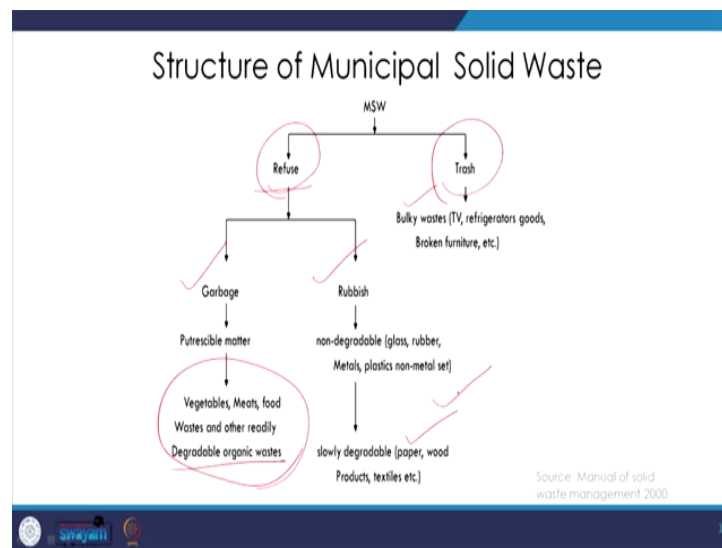 Structure of Municipal Solid Waste
MSW
Refuse
Trash
Bulky wastes (TV, refrigerators goods,
Broken furniture, etc.)
Garbage
Rubbish
Putrescible matter
non-degradable (glass, rubber,
Metals, plastics non-metal set)
Vegetables, Meats, food
Wastes and other readily
Degradable organic wastes
slowly degradable (paper, wood
Products, textiles etc.)
Source: Manual of solid
waste management 2000
swayam